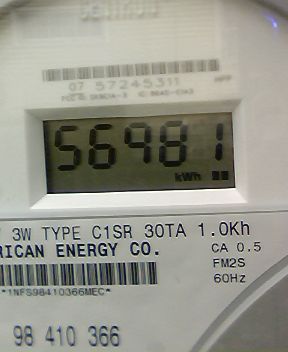 CENTRON
07 57245311
56981
kWh
3W TYPE C1SR 30TA 1.0Kh
RICAN ENERGY CO.
CA 0.5
FM2S
60Hz
*1NFS98410366MEC*
98 410 366